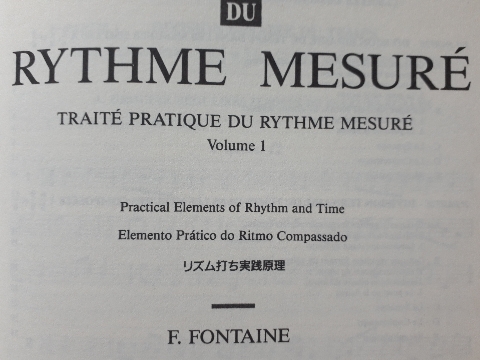 DU
RYTHME MESURÉ
TRAITÉ PRATIQUE DU RYTHME MESURÉ
Volume 1
Practical Elements of Rhythm and Time
Elemento Prático do Ritmo Compassado
リズム打ち実践原理
F. FONTAINE